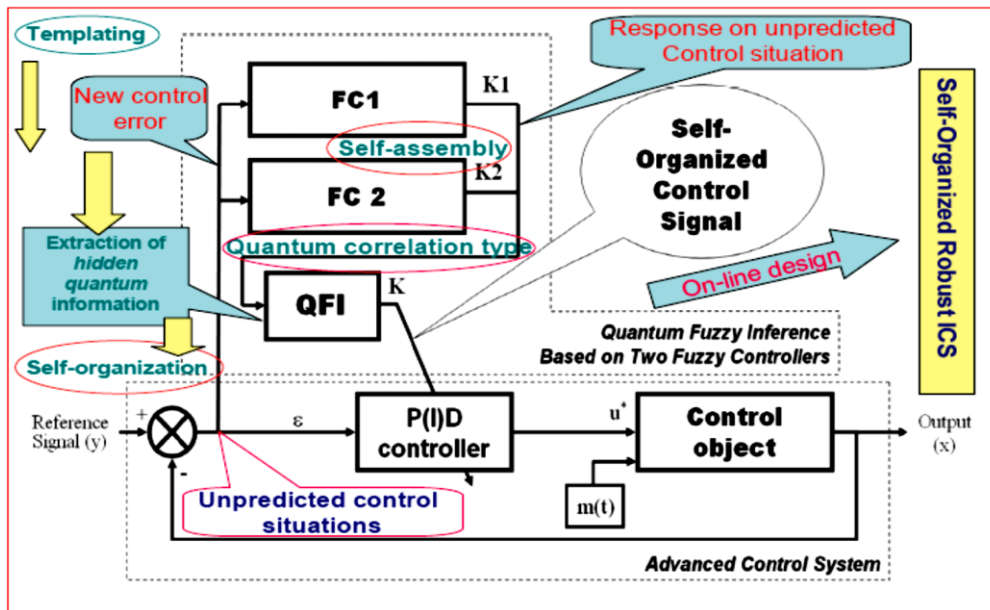 Templating
New control
error
FC1
K1
Self-assembly
FC 2
K2
Quantum correlation type
Extraction of
hidden
quantum
information
QFI
K
Self-organization
Response on unpredicted
Control situation
Self-
Organized
Control
Signal
On-line design
Self-Organized Robust ICS
Quantum Fuzzy Inference
Based on Two Fuzzy Controllers
Reference
Signal (y)
+
-
ε
P(I)D
controller
u*
Control
object
Output
(x)
m(t)
Unpredicted control
situations
Advanced Control System